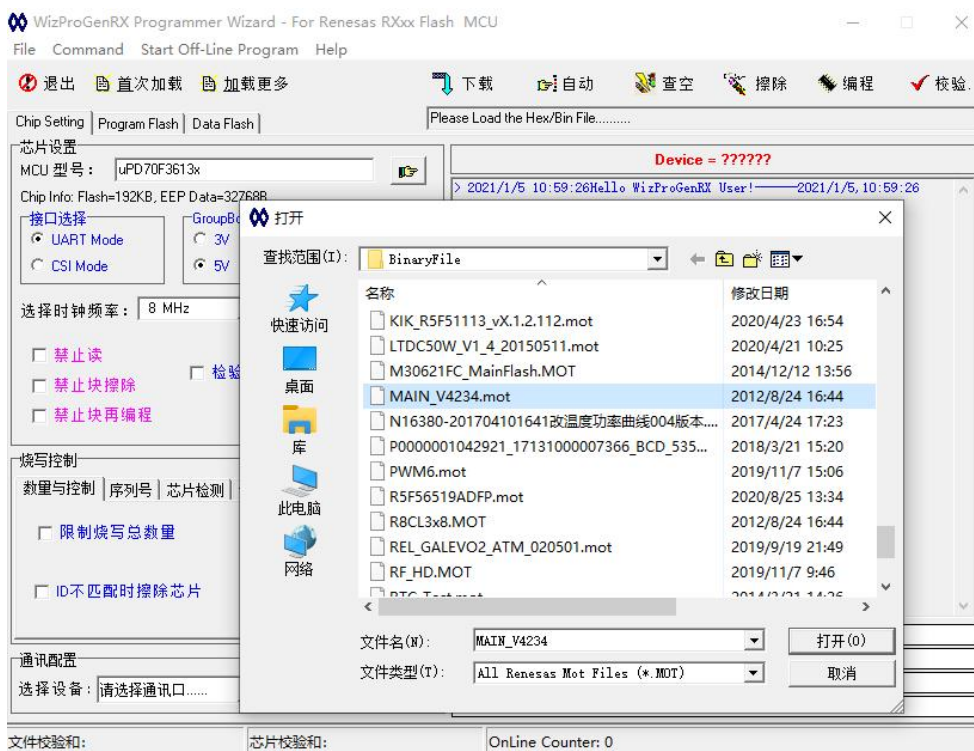 WizProGenRX Programmer Wizard - For Renesas RXxx Flash MCU
File Command Start Off-Line Program Help
退出 首次加载 加载更多 下载 自动 查空 擦除 编程 校验.
Chip Setting Program Flash Data Flash
Please Load the Hex/Bin File..........
芯片设置
MCU 型号: uPD70F3613x
Device = ??????
Chip Info: Flash=192KB, EEP Data=32768B
> 2021/1/5 10:59:26Hello WizProGenRX User!———2021/1/5,10:59:26
接口选择
UART Mode
CSI Mode
GroupBo
3V
5V
选择时钟频率: 8 MHz
禁止读
禁止块擦除
禁止块再编程
检验
烧写控制
数量与控制 序列号 芯片检测
限制烧写总数量
ID不匹配时擦除芯片
通讯配置
选择设备: 请选择通讯口......
打开
查找范围(I): BinaryFile
快速访问
桌面
库
此电脑
网络
名称 修改日期
KIK_R5F51113_vX.1.2.112.mot 2020/4/23 16:54
LTDC50W_V1_4_20150511.mot 2020/4/21 10:25
M30621FC_MainFlash.MOT 2014/12/12 13:56
MAIN_V4234.mot 2012/8/24 16:44
N16380-201704101641改温度功率曲线004版本.... 2017/4/24 17:23
P0000001042921_17131000007366_BCD_535... 2018/3/21 15:20
PWM6.mot 2019/11/7 15:06
R5F56519ADFP.mot 2020/8/25 13:34
R8CL3x8.MOT 2012/8/24 16:44
REL_GALEVO2_ATM_020501.mot 2019/9/19 21:49
RF_HD.MOT 2019/11/7 9:46
文件名(N): MAIN_V4234 打开(O)
文件类型(T): All Renesas Mot Files (*.MOT) 取消
文件校验和: 芯片校验和: OnLine Counter: 0